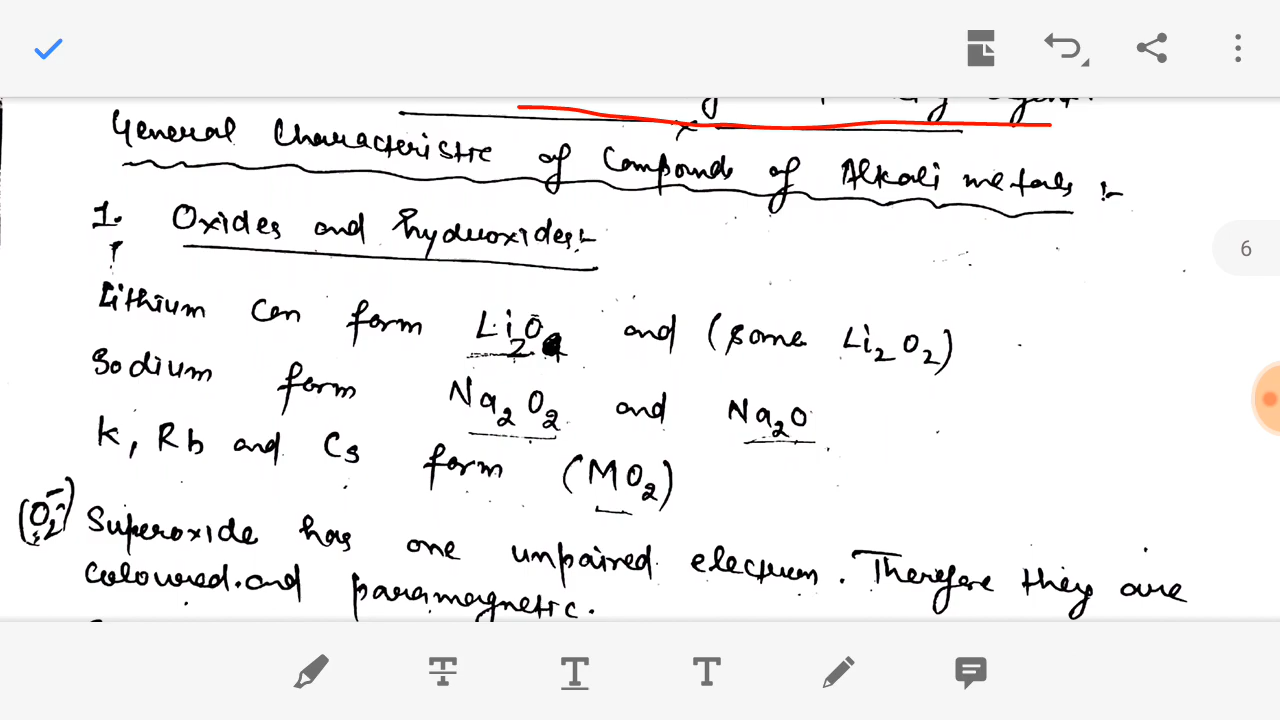 General Characteristic of Compounds of Alkali metals :-
1. Oxides and hydroxides:-
Lithium Can form Li₂O and (some Li₂O₂)
Sodium form Na₂O₂ and Na₂O
K, Rb and Cs form (MO₂)
(O₂⁻) Superoxide has one unpaired electron. Therefore they are
coloured and paramagnetic.
6